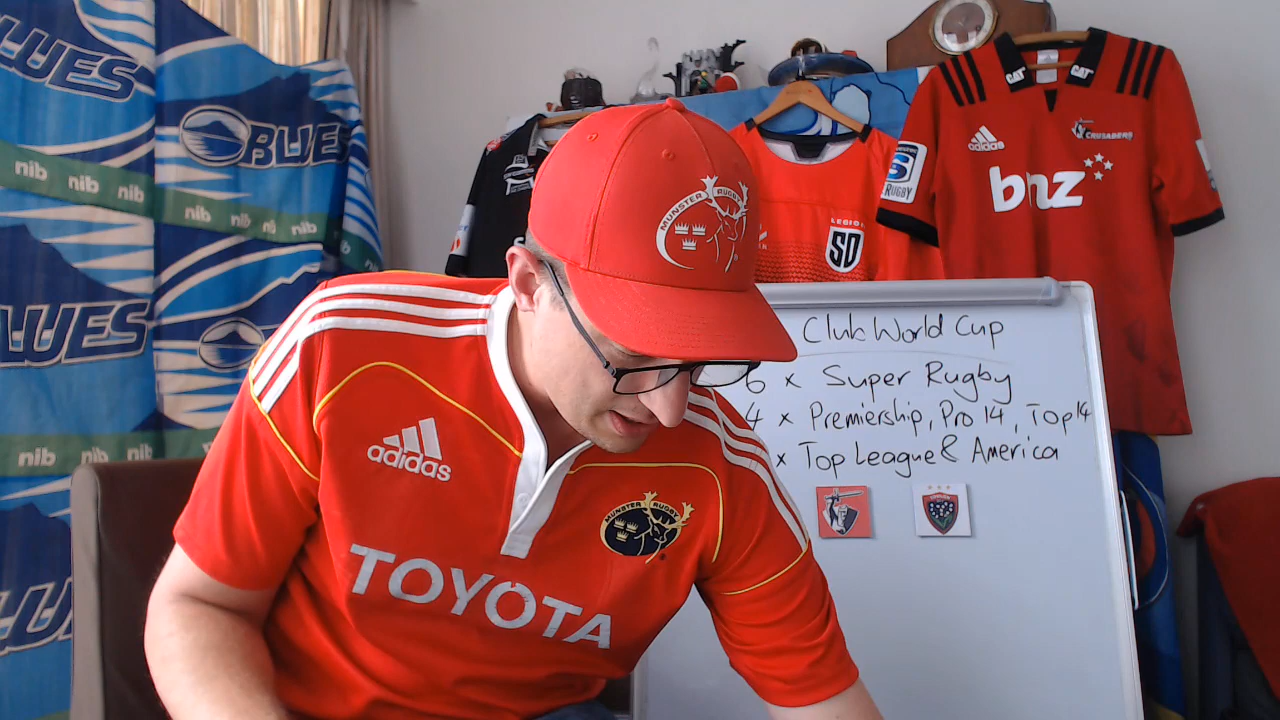 BLUES
BLUES
nib nib nib
nib nib nib nib
BLUES
nib nib nib
MUNSTER RUGBY
adidas
MUNSTER RUGBY
TOYOTA
LEGION
SD
CAT CAT
adidas
CRUSADERS
SUPER RUGBY
bnz
Club World Cup
6 x Super Rugby
4 x Premiership, Pro 14, Top 14
x Top League & America